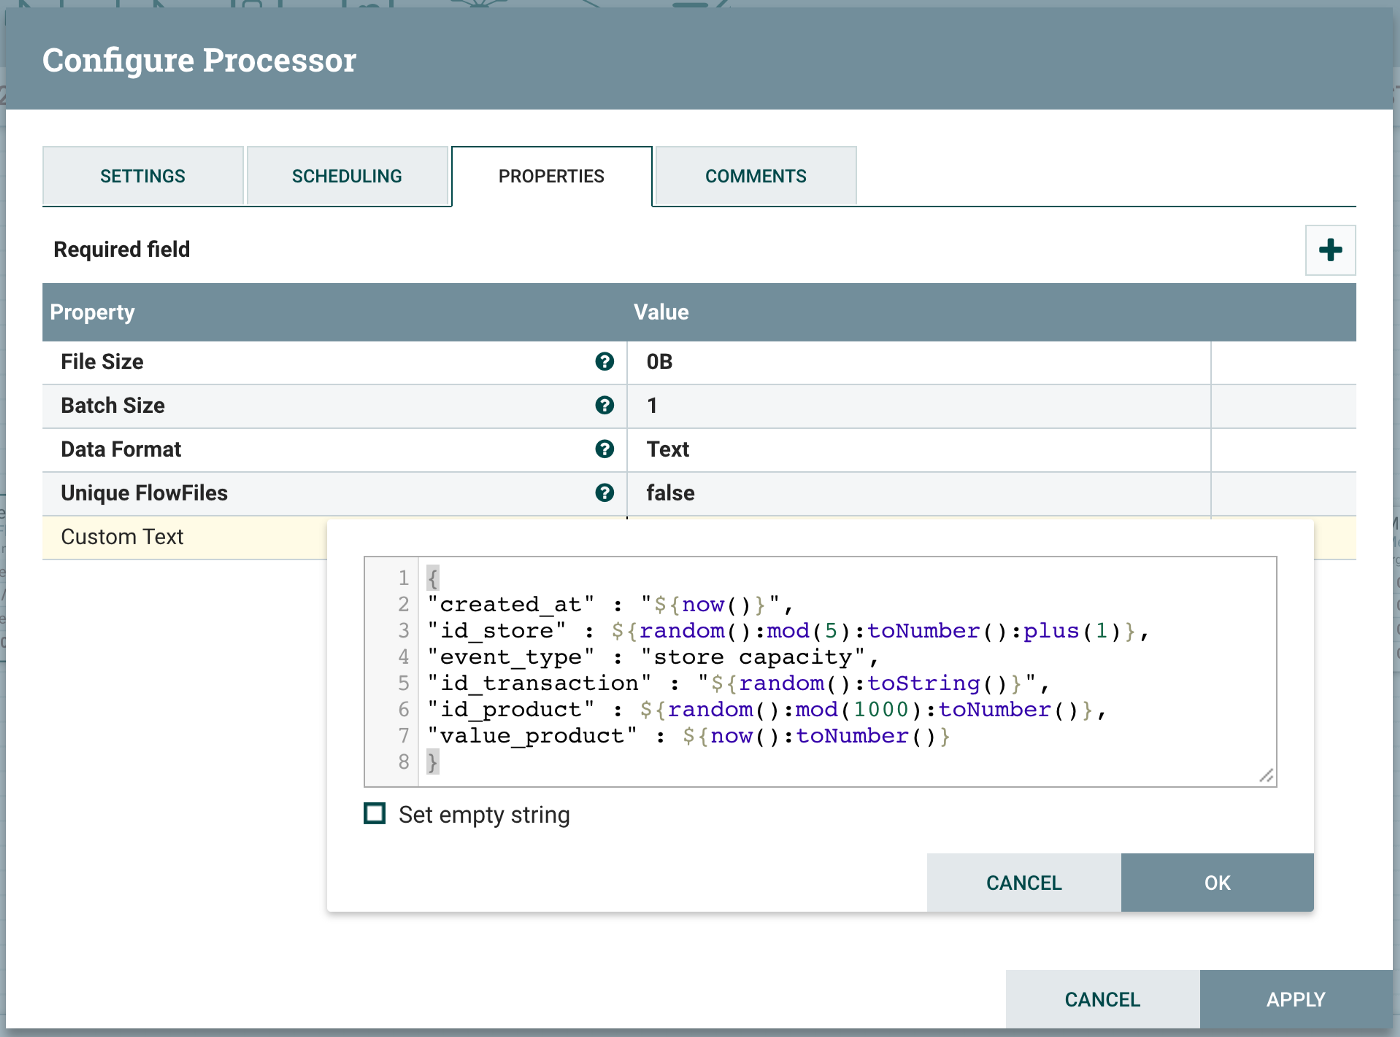 Configure Processor
SETTINGS
SCHEDULING
PROPERTIES
COMMENTS
Required field
Property
Value
File Size
0B
Batch Size
1
Data Format
Text
Unique FlowFiles
false
Custom Text
1 {
2 "created_at" : "${now()}",
3 "id_store" : ${random():mod(5):toNumber():plus(1)},
4 "event_type" : "store capacity",
5 "id_transaction" : "${random():toString()}",
6 "id_product" : ${random():mod(1000):toNumber()},
7 "value_product" : ${now():toNumber()}
8 }
Set empty string
CANCEL
OK
CANCEL
APPLY